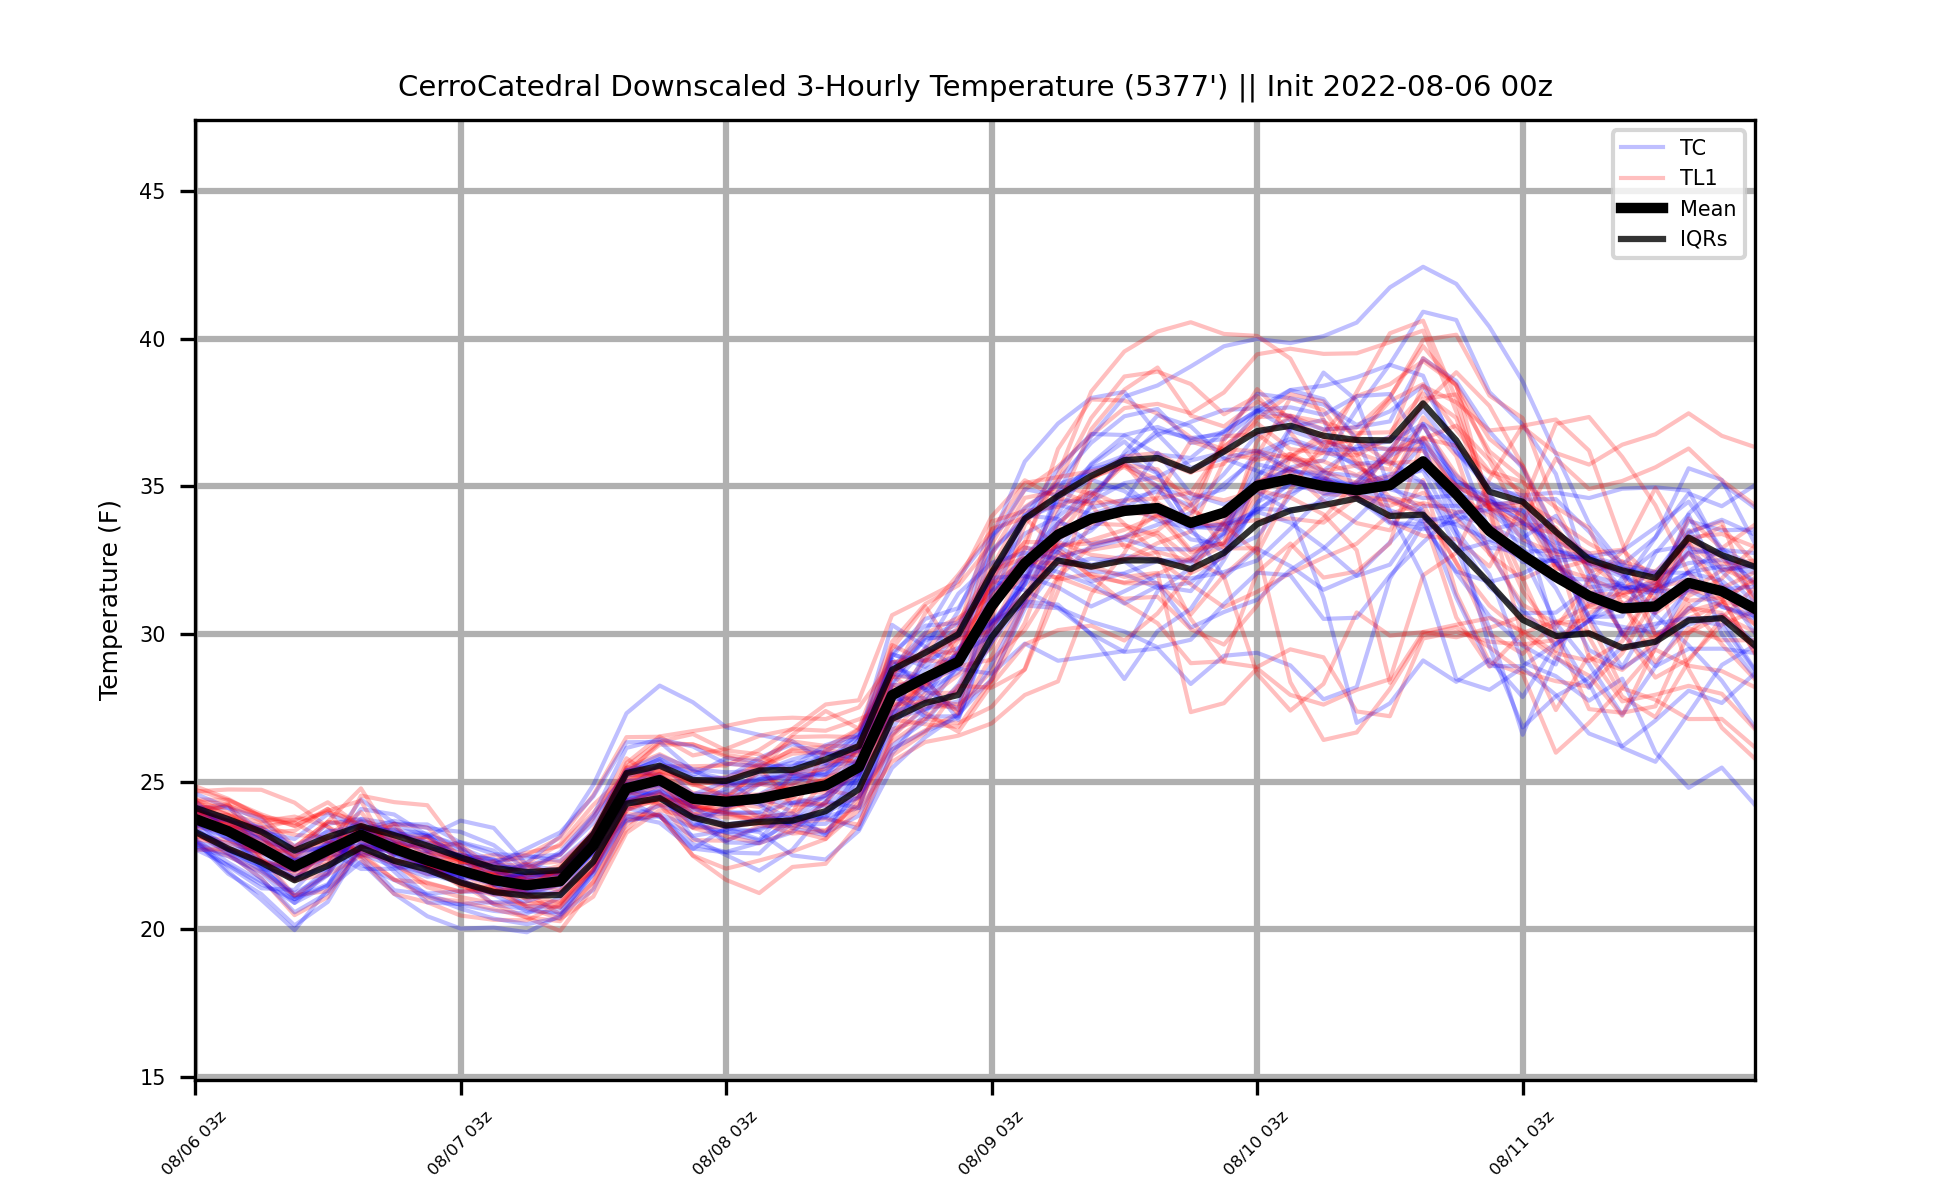 CerroCatedral Downscaled 3-Hourly Temperature (5377') || Init 2022-08-06 00z
TC
TL1
Mean
IQRs
Temperature (F)
45
40
35
30
25
20
15
08/06 03z
08/07 03z
08/08 03z
08/09 03z
08/10 03z
08/11 03z